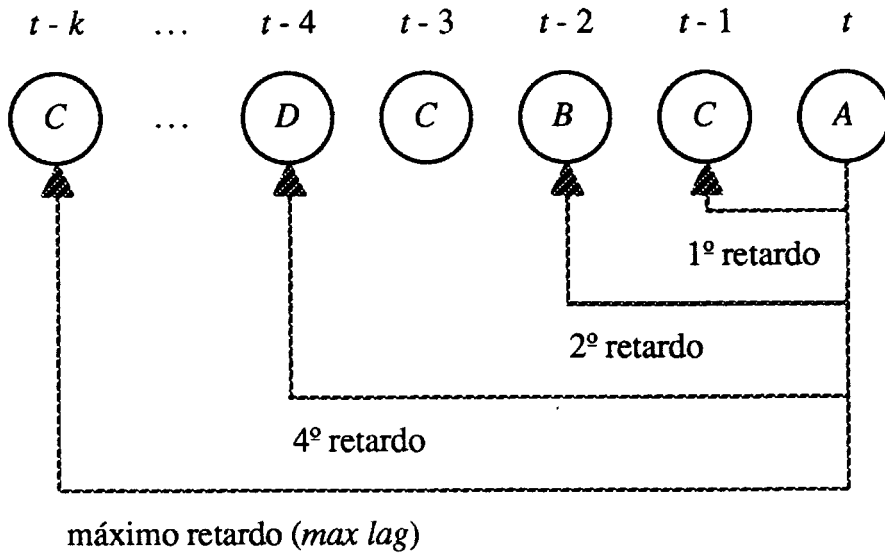 t - k ... t - 4 t - 3 t - 2 t - 1 t
C ... D C B C A
1º retardo
2º retardo
4º retardo
máximo retardo (max lag)